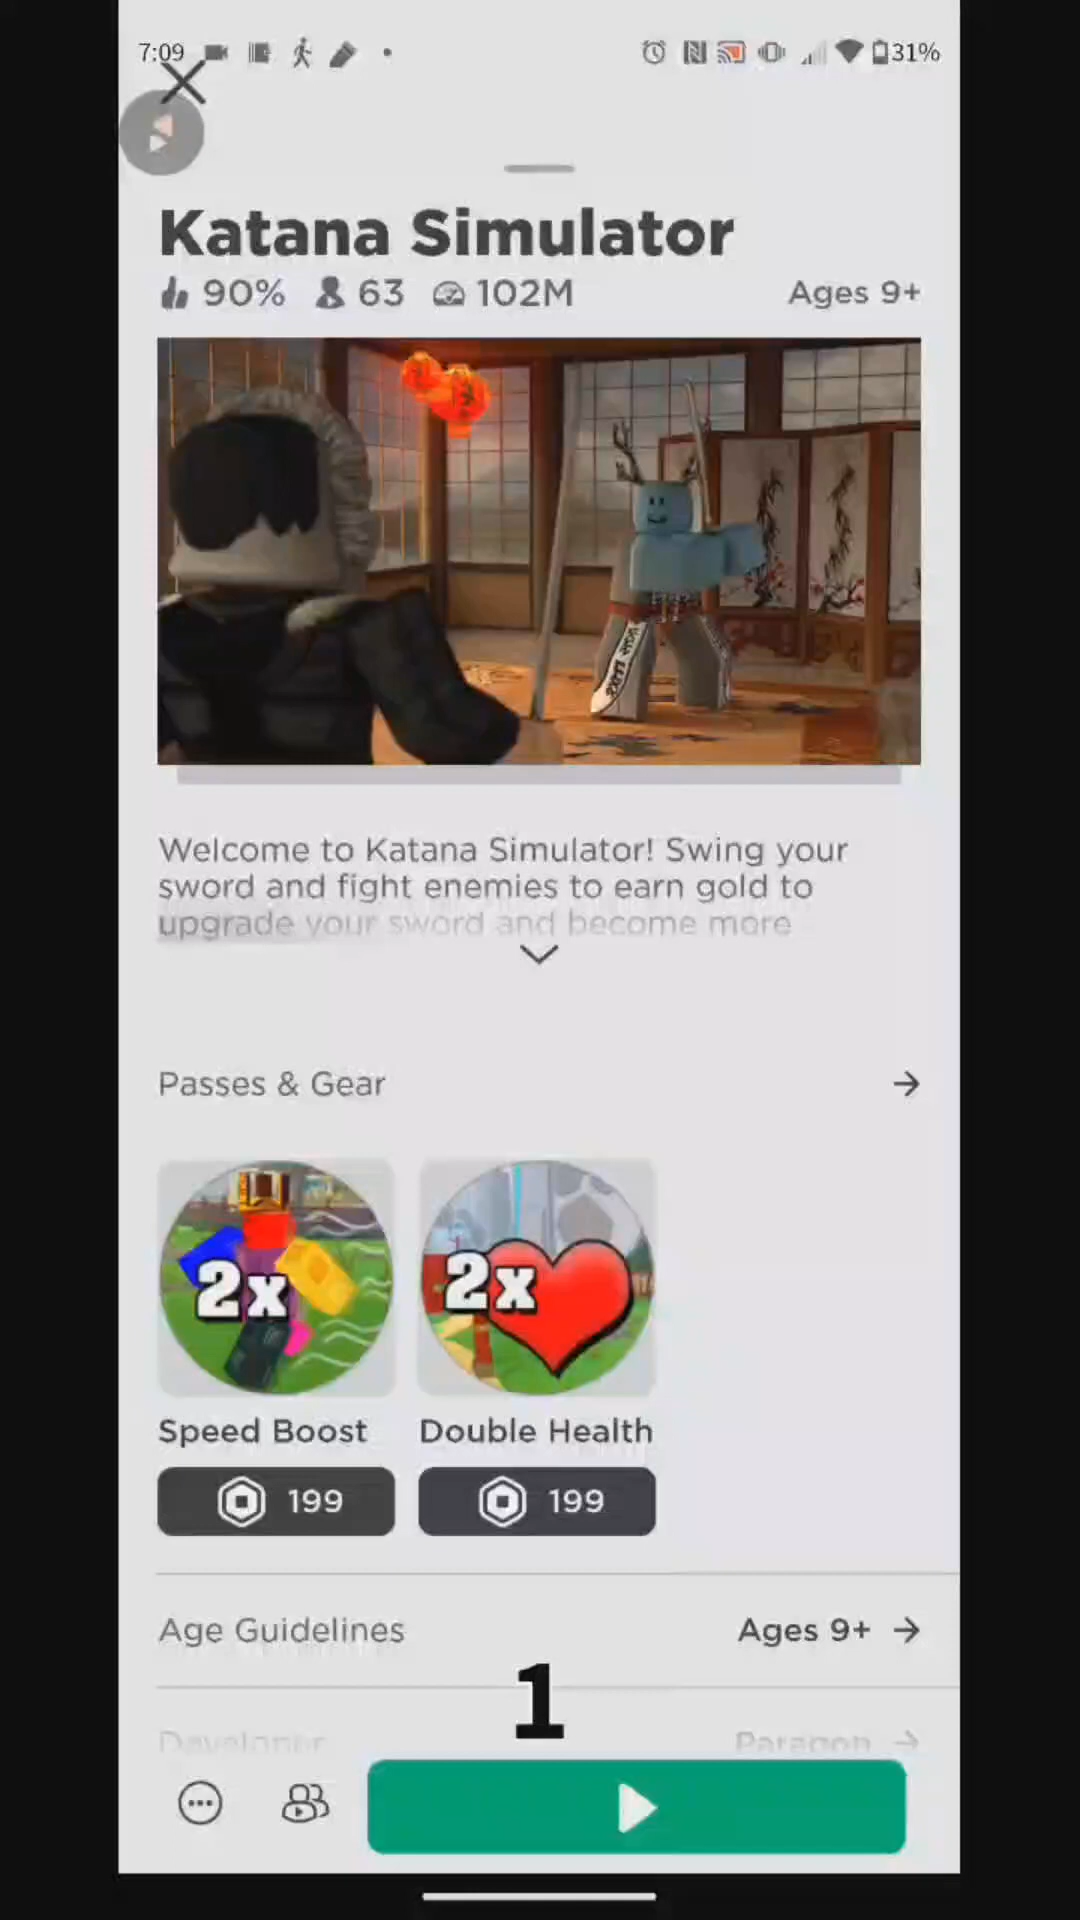 7:09
31%
Katana Simulator
90% 63 102M Ages 9+
Welcome to Katana Simulator! Swing your
sword and fight enemies to earn gold to
upgrade your sword and become more
Passes & Gear
2x
2x
Speed Boost
Double Health
199
199
Age Guidelines Ages 9+
1
Developer Paragon